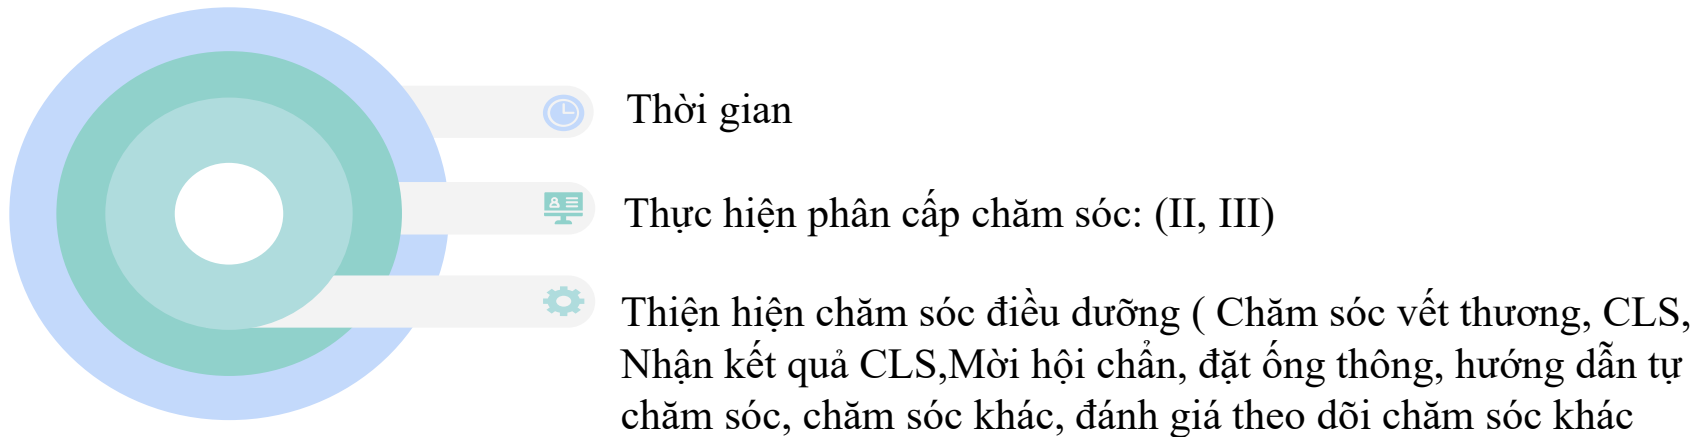 Thời gian
Thực hiện phân cấp chăm sóc: (II, III)
Thiện hiện chăm sóc điều dưỡng ( Chăm sóc vết thương, CLS,
Nhận kết quả CLS,Mời hội chẩn, đặt ống thông, hướng dẫn tự
chăm sóc, chăm sóc khác, đánh giá theo dõi chăm sóc khác